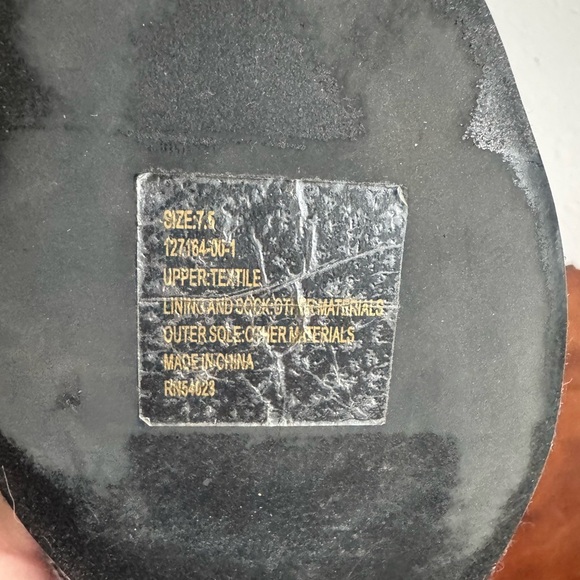 SIZE:7.5
127164-00-1
UPPER:TEXTILE
LINING AND SOCK:OTHER MATERIALS
OUTER SOLE:OTHER MATERIALS
MADE IN CHINA
RN54023